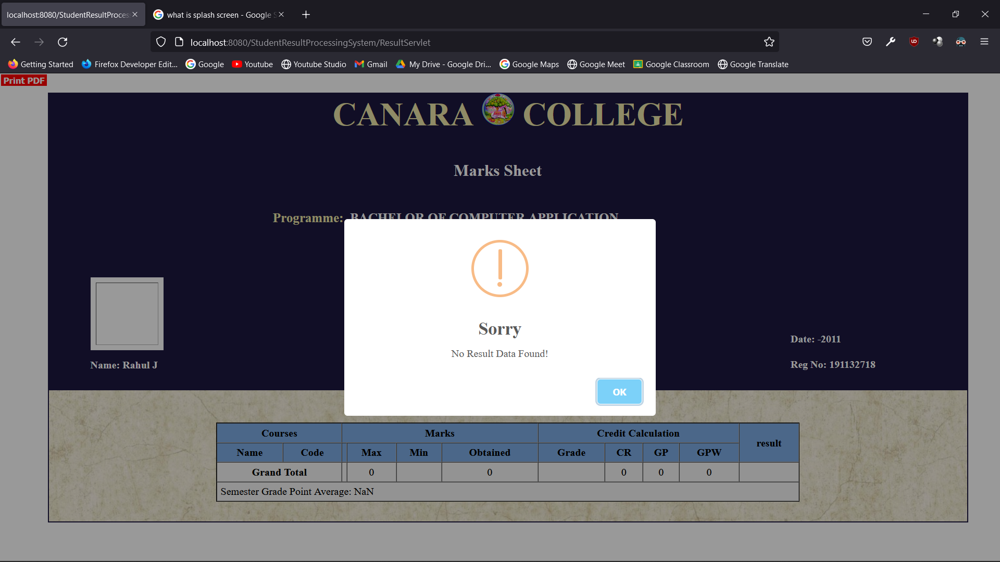 localhost:8080/StudentResultProces
what is splash screen - Google S
localhost:8080/StudentResultProcessingSystem/ResultServlet
Getting Started Firefox Developer Edit... Google Youtube Youtube Studio Gmail My Drive - Google Dri... Google Maps Google Meet Google Classroom Google Translate
Print PDF
CANARA COLLEGE
Marks Sheet
Programme: BACHELOR OF COMPUTER APPLICATION
Sorry
No Result Data Found!
OK
Date: -2011
Name: Rahul J
Reg No: 191132718
Courses Marks Credit Calculation result
Name Code Max Min Obtained Grade CR GP GPW
Grand Total 0 0 0 0 0
Semester Grade Point Average: NaN